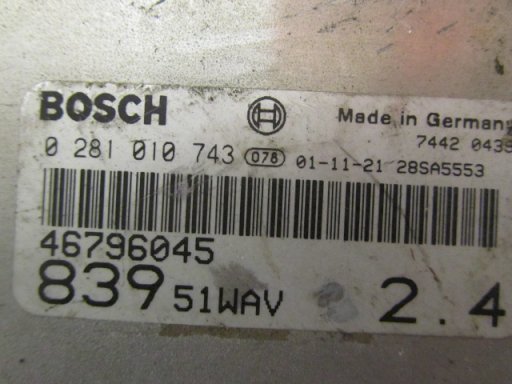 BOSCH Made in Germany
7442 0439
0 281 010 743 078 01-11-21 28SA5553
46796045
839 51WAV 2.4